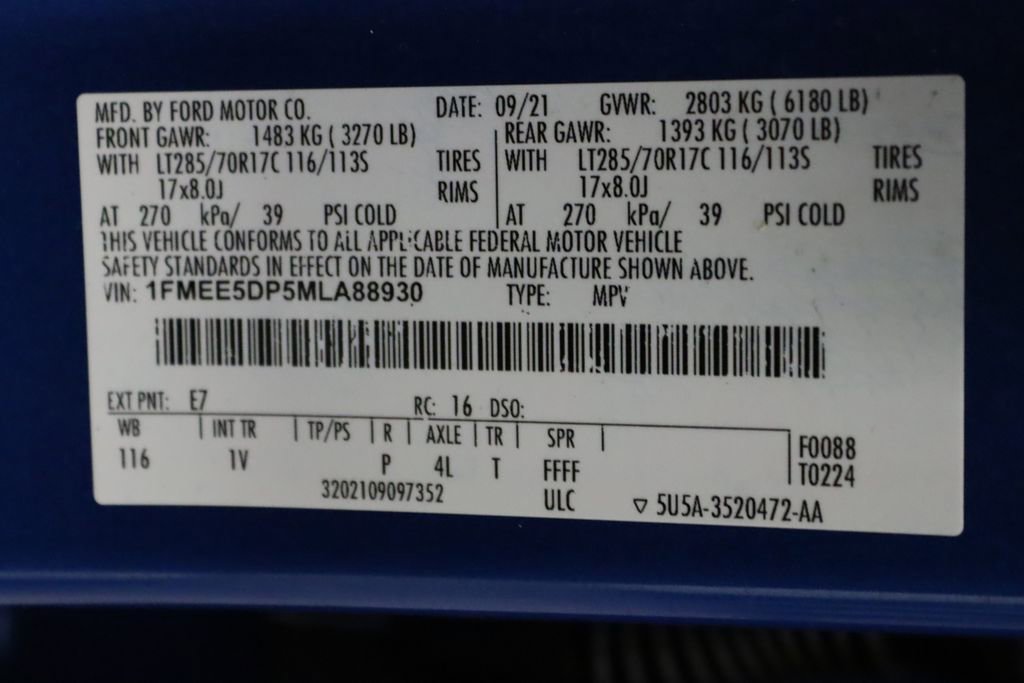 MFD. BY FORD MOTOR CO. DATE: 09/21 GVWR: 2803 KG ( 6180 LB)
FRONT GAWR: 1483 KG ( 3270 LB) REAR GAWR: 1393 KG ( 3070 LB)
WITH LT285/70R17C 116/113S TIRES WITH LT285/70R17C 116/113S TIRES
17x8.0J RIMS 17x8.0J RIMS
AT 270 kPa/ 39 PSI COLD AT 270 kPa/ 39 PSI COLD
THIS VEHICLE CONFORMS TO ALL APPLICABLE FEDERAL MOTOR VEHICLE
SAFETY STANDARDS IN EFFECT ON THE DATE OF MANUFACTURE SHOWN ABOVE.
VIN: 1FMEE5DP5MLA88930 TYPE: MPV
EXT PNT: E7 RC: 16 DSO:
WB INT TR TP/PS R AXLE TR SPR F0088
116 1V P 4L T FFFF T0224
3202109097352 ULC ▽ 5U5A-3520472-AA